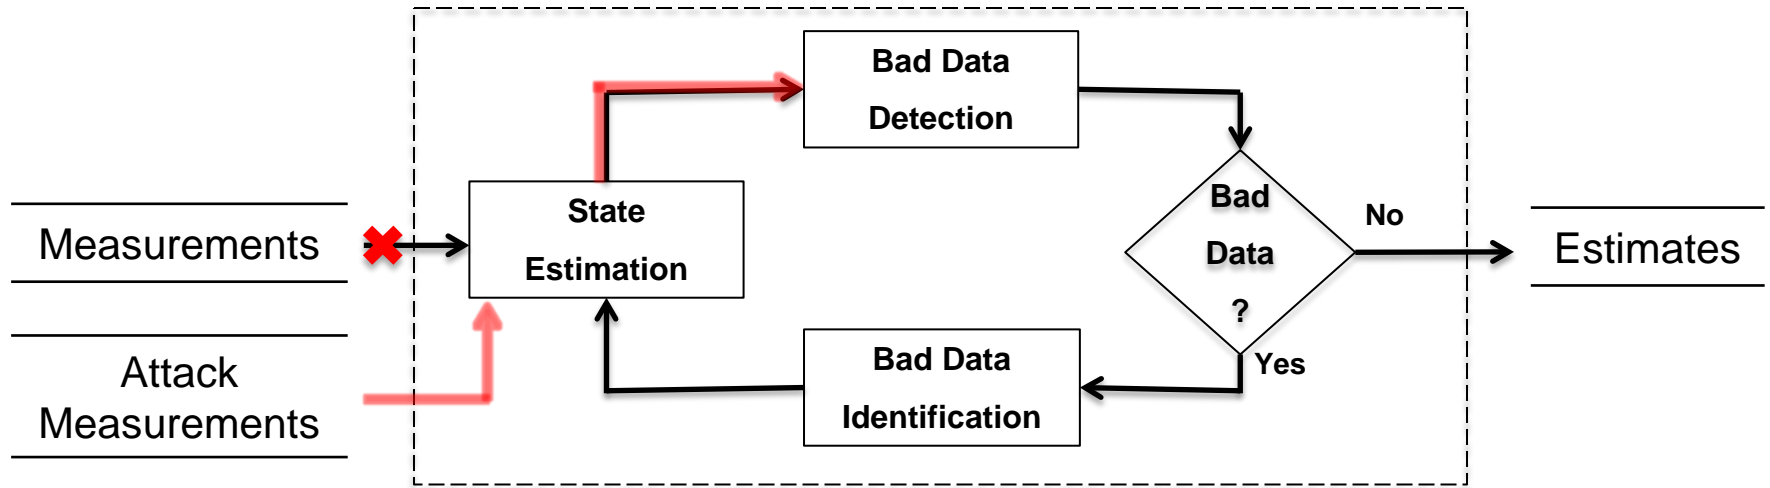 Bad Data
Detection
State
Estimation
Measurements
Bad
Data
?
No
Yes
Estimates
Attack
Measurements
Bad Data
Identification